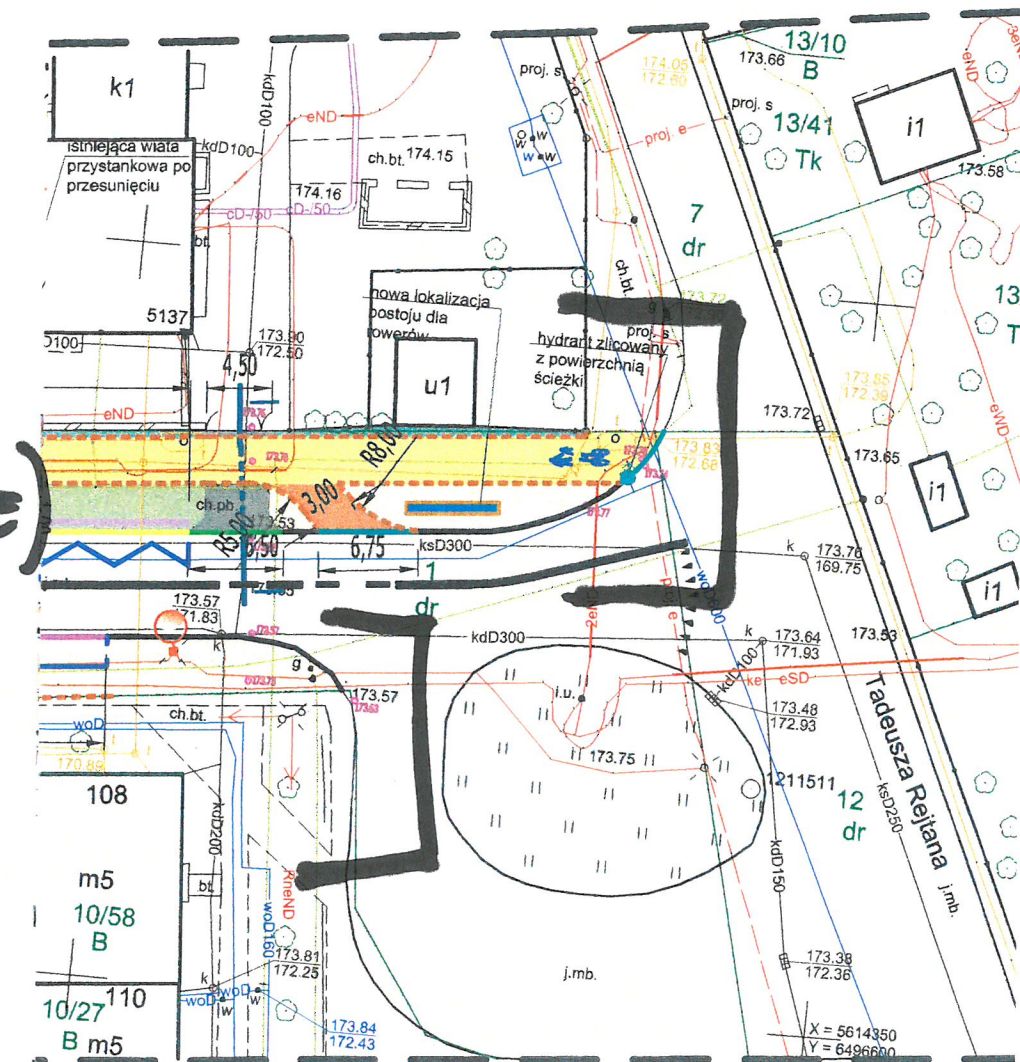 k1
istniejąca wiata
przystankowa po
przesunięciu
kdD100
kdD100
eND
ch.bt. 174.15
174.16
cD-/50
cD-/50
bt.
5137
173.90
172.50
4,50
eND
nowa lokalizacja
postoju dla
rowerów
u1
hydrant zlicowany
z powierzchnią
ścieżki
proj. s
proj. e
174.05
172.60
173.66
13/10
B
proj. s
13/41
Tk
i1
eND
173.58
7
dr
ch.bt.
g
173.72
proj. s
173.85
172.39
173.72
eWD
173.65
i1
i1
173.83
172.68
R8,00
3,00
ch.pb.
R5,00
6,75
ksD300
1
dr
k
173.76
169.75
173.57
171.83
k
kdD300
k
173.64
171.93
173.53
g
173.57
ch.bt.
kdD100
ke
eSD
173.48
172.93
i.u.
173.75
1211511
12
dr
Tadeusza Rejtana
ksD250
j.mb.
woD
170.89
108
kdD200
m5
10/58
B
bt.
RneND
woD160
kdD150
173.81
172.25
k
woD
woD
w
110
10/27
B
m5
173.84
172.43
j.mb.
173.38
172.36
X = 5614350
Y = 6496600